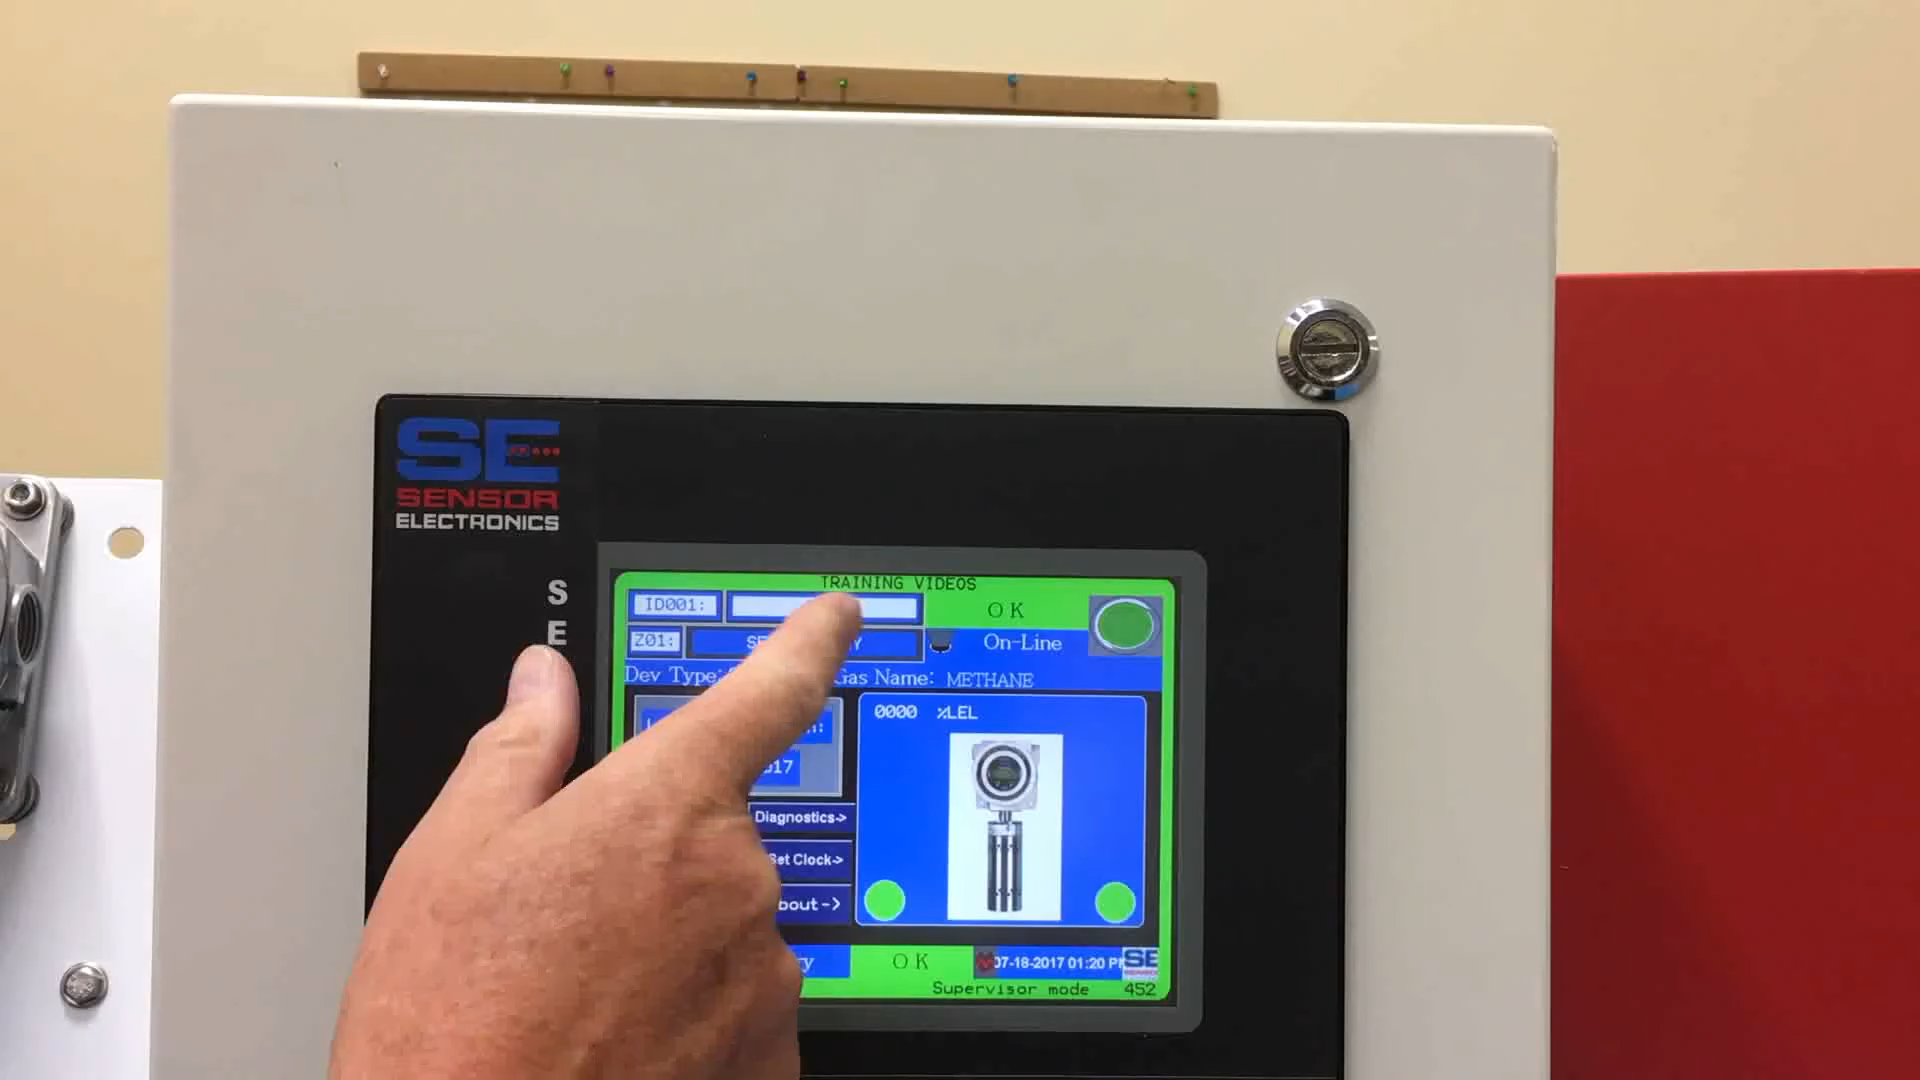 SE
SENSOR
ELECTRONICS
S
E
TRAINING VIDEOS
ID001:
OK
Z01:
On-Line
Dev Type:
Gas Name: METHANE
0000 %LEL
Diagnostics->
Set Clock->
OK
07-18-2017 01:20
SE
Supervisor mode 452